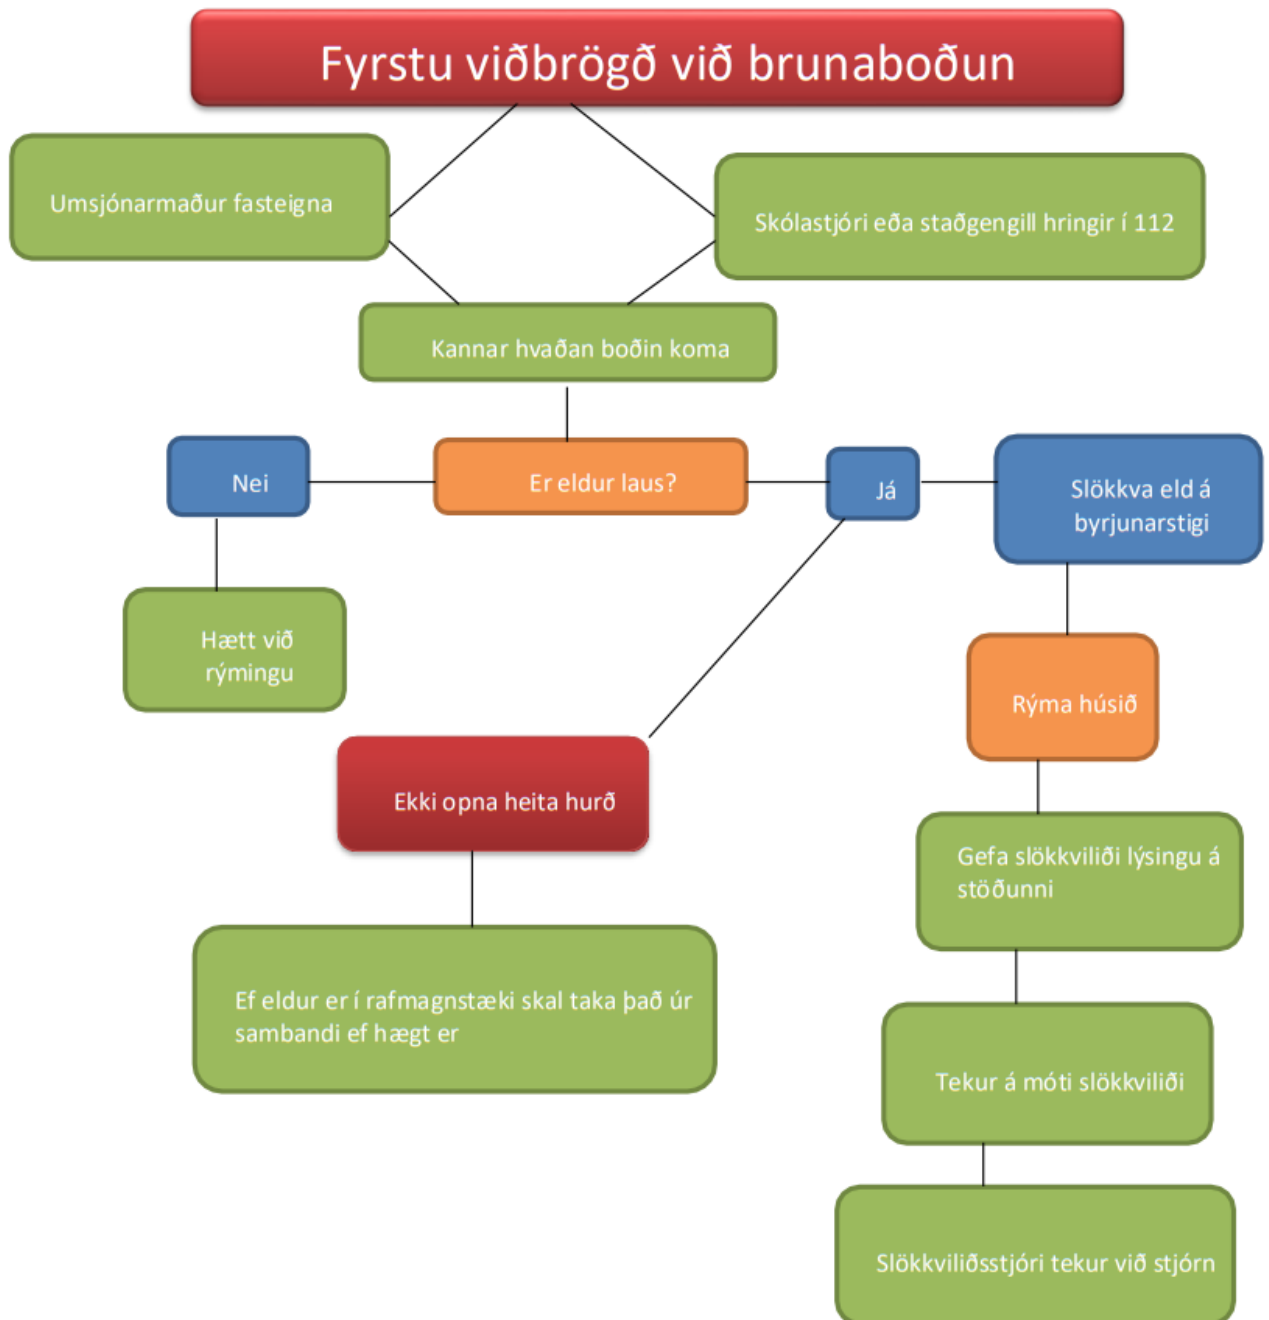 Fyrstu viðbrögð við brunaboðun
Umsjónarmaður fasteigna
Skólastjóri eða staðgengill hringir í 112
Kannar hvaðan boðin koma
Nei
Er eldur laus?
Já
Slökkva eld á
byrjunarstigi
Hætt við
rýmingu
Rýma húsið
Ekki opna heita hurð
Gefa slökkviliði lýsingu á
stöðunni
Ef eldur er í rafmagnstæki skal taka það úr
sambandi ef hægt er
Tekur á móti slökkviliði
Slökkviliðsstjóri tekur við stjórn